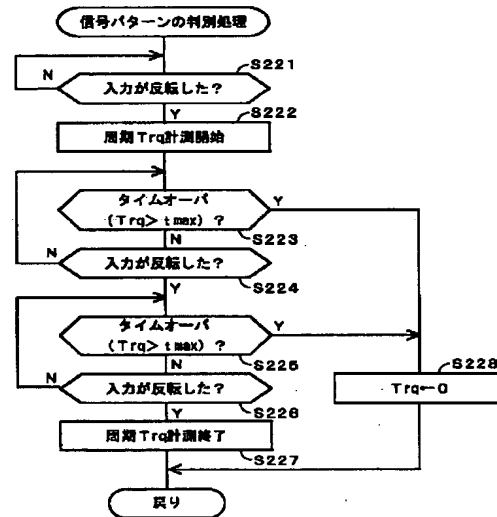 信号パターンの判別処理
S221
N
入力が反転した?
Y
S222
周期Trq計測開始
タイムオーバ
(Trq>tmax)?
Y
S223
N
N
入力が反転した?
S224
Y
タイムオーバ
(Trq>tmax)?
Y
S225
N
S228
Trq←0
N
入力が反転した?
S226
Y
周期Trq計測終了
S227
戻り